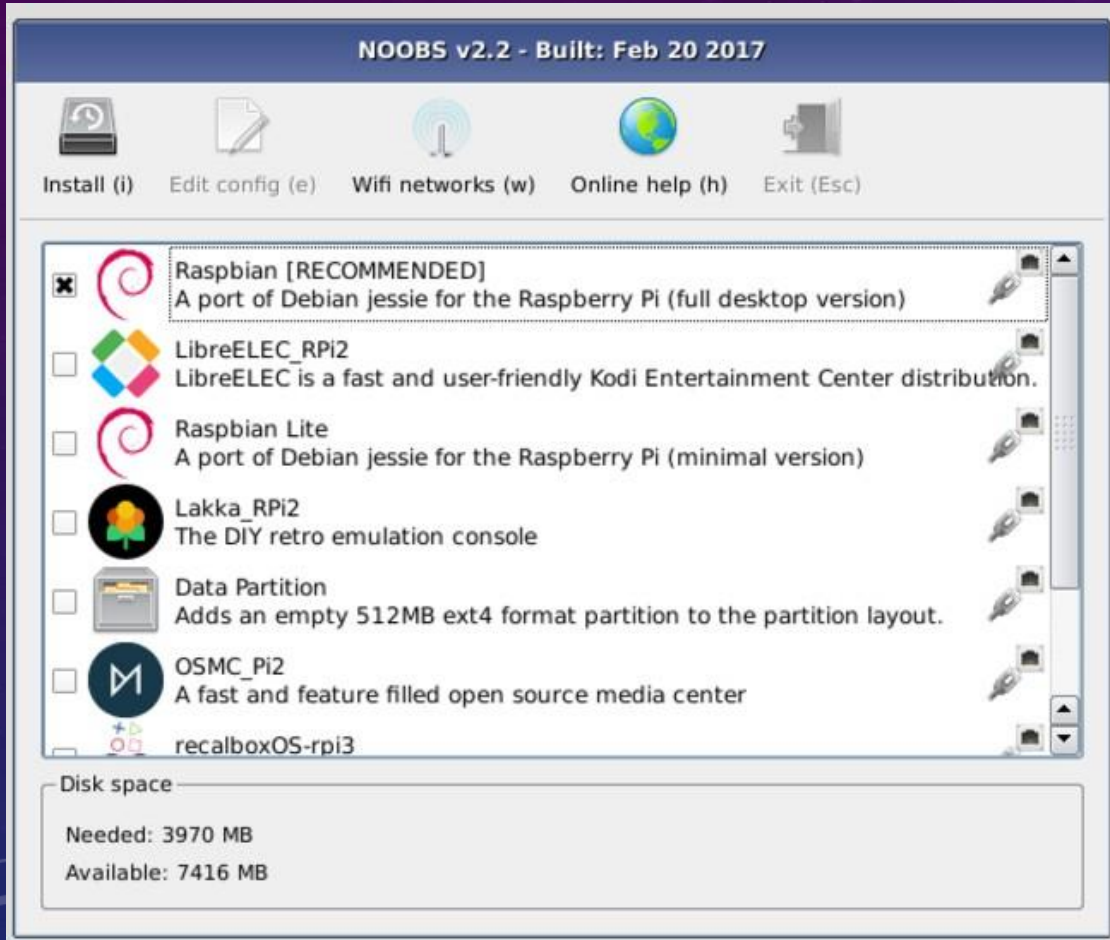 NOOBS v2.2 - Built: Feb 20 2017
Install (i) Edit config (e) Wifi networks (w) Online help (h) Exit (Esc)
Raspbian [RECOMMENDED]
A port of Debian jessie for the Raspberry Pi (full desktop version)
LibreELEC_RPi2
LibreELEC is a fast and user-friendly Kodi Entertainment Center distribution.
Raspbian Lite
A port of Debian jessie for the Raspberry Pi (minimal version)
Lakka_RPi2
The DIY retro emulation console
Data Partition
Adds an empty 512MB ext4 format partition to the partition layout.
OSMC_Pi2
A fast and feature filled open source media center
recalboxOS-rpi3
Disk space
Needed: 3970 MB
Available: 7416 MB